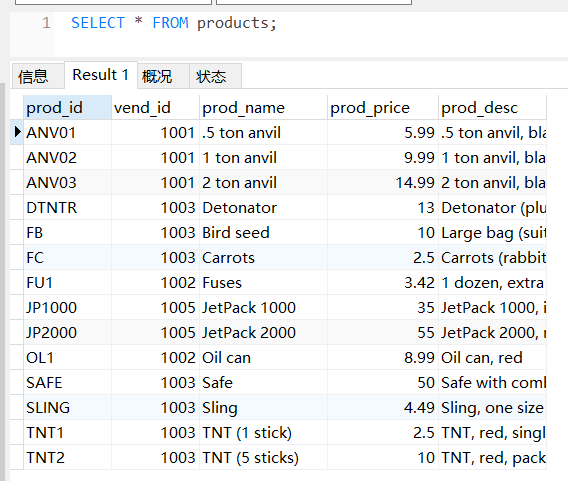 1 SELECT * FROM products;
信息 Result 1 概况 状态
prod_id vend_id prod_name prod_price prod_desc
ANV01 1001 .5 ton anvil 5.99 .5 ton anvil, bla
ANV02 1001 1 ton anvil 9.99 1 ton anvil, bla
ANV03 1001 2 ton anvil 14.99 2 ton anvil, bla
DTNTR 1003 Detonator 13 Detonator (plu
FB 1003 Bird seed 10 Large bag (suit
FC 1003 Carrots 2.5 Carrots (rabbit
FU1 1002 Fuses 3.42 1 dozen, extra
JP1000 1005 JetPack 1000 35 JetPack 1000, i
JP2000 1005 JetPack 2000 55 JetPack 2000, r
OL1 1002 Oil can 8.99 Oil can, red
SAFE 1003 Safe 50 Safe with coml
SLING 1003 Sling 4.49 Sling, one size
TNT1 1003 TNT (1 stick) 2.5 TNT, red, singl
TNT2 1003 TNT (5 sticks) 10 TNT, red, pack